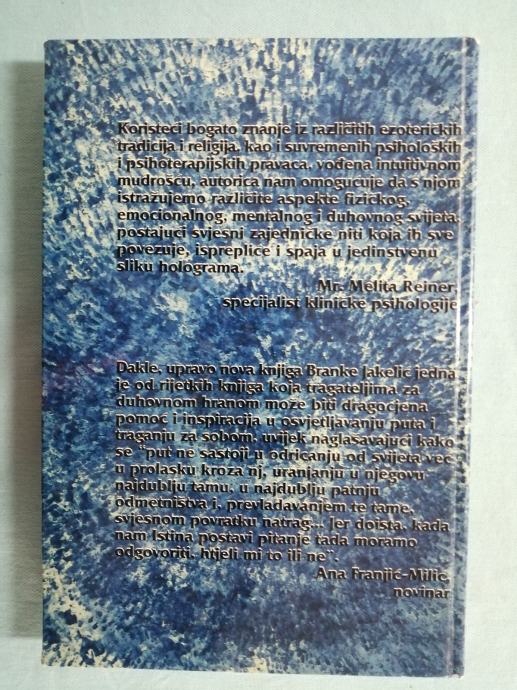 Koristeći bogato znanje iz različitih ezoteričkih
tradicija i religija, kao i suvremenih psiholoških
i psihoterapijskih pravaca, vođena intuitivnom
mudrošću, autorica nam omogućuje da s njom
istražujemo različite aspekte fizičkog,
emocionalnog, mentalnog i duhovnog svijeta,
postajući svjesni zajedničke niti koja ih sve
povezuje, isprepliće i spaja u jedinstvenu
sliku holograma.
Mr. Melita Reiner,
specijalist kliničke psihologije
Dakle, upravo nova knjiga Branke Jakelić jedna
je od rijetkih knjiga koja tragateljima za
duhovnom hranom može biti dragocjena
pomoć i inspiracija u osvjetljavanju puta i
traganju za sobom, uvijek naglašavajući kako
se "put ne sastoji u odricanju od svijeta već
u prolasku kroza nj, uranjanju u njegovu
najdublju tamu, u najdublju patnju
odmetništva i, prevladavanjem te tame,
svjesnom povratku natrag... Jer doista, kada
nam Istina postavi pitanje tada moramo
odgovoriti, htjeli mi to ili ne".
Ana Franjić-Milić,
novinar